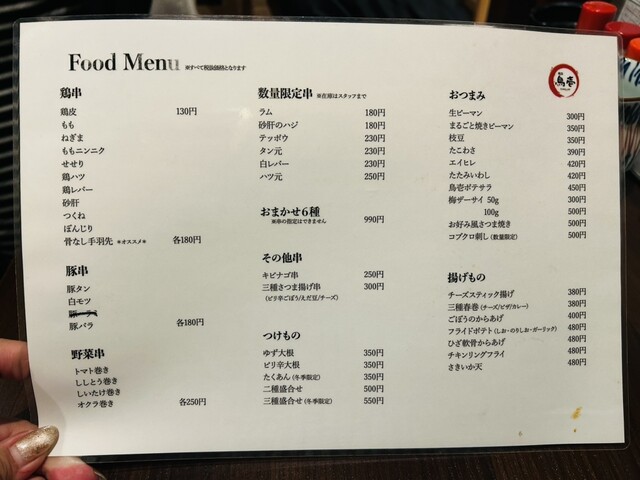 Food Menu ※すべて税抜価格となります
鳥壱
鶏串
鶏皮 130円
もも
ねぎま
ももニンニク
せせり
鶏ハツ
鶏レバー
砂肝
つくね
ぼんじり
骨なし手羽先 *オススメ* 各180円
豚串
豚タン
白モツ
豚バラ 各180円
野菜串
トマト巻き
ししとう巻き
しいたけ巻き
オクラ巻き 各250円
数量限定串 ※在庫はスタッフまで
ラム 180円
砂肝のハジ 180円
テッポウ 230円
タン元 230円
白レバー 230円
ハツ元 250円
おまかせ6種 990円
※串の指定はできません
その他串
キビナゴ串 250円
三種さつま揚げ串 300円
(ピリ辛ごぼう/えだ豆/チーズ)
つけもの
ゆず大根 350円
ピリ辛大根 350円
たくあん(冬季限定) 350円
二種盛合せ 500円
三種盛合せ(冬季限定) 550円
おつまみ
生ピーマン 300円
まるごと焼きピーマン 350円
枝豆 350円
たこわさ 390円
エイヒレ 420円
たたみいわし 420円
鳥壱ポテサラ 450円
梅ザーサイ 50g 300円
100g 500円
お好み風さつま焼き 500円
コブクロ刺し(数量限定) 500円
揚げもの
チーズスティック揚げ 380円
三種春巻(チーズ/ピザ/カレー) 380円
ごぼうのからあげ 400円
フライドポテト(しお・のりしお・ガーリック) 480円
ひざ軟骨からあげ 480円
チキンリングフライ 480円
さきいか天 480円